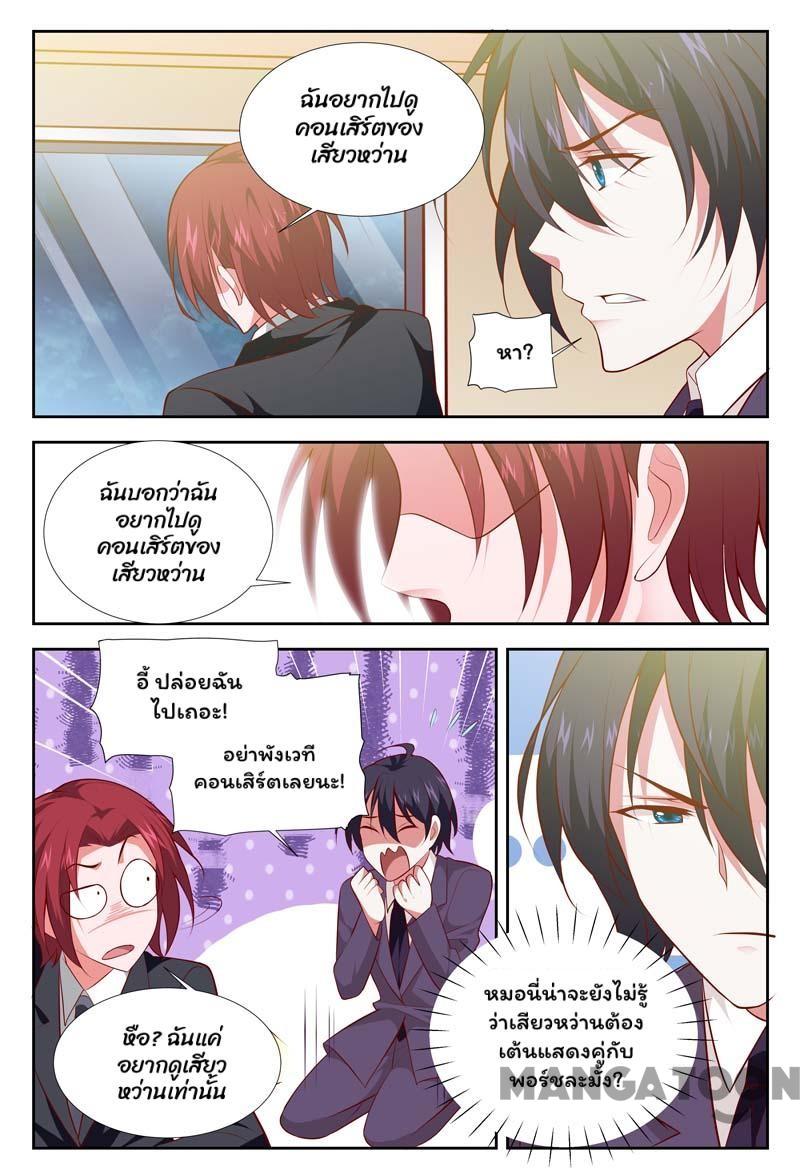 ฉันอยากไปดู
คอนเสิร์ตของ
เสียวหว่าน
หา?
ฉันบอกว่าฉัน
อยากไปดู
คอนเสิร์ตของ
เสียวหว่าน
อี้ ปล่อยฉัน
ไปเถอะ!
อย่าพังเวที
คอนเสิร์ตเลยนะ!
หือ? ฉันแค่
อยากดูเสียว
หว่านเท่านั้น
หมอนี่น่าจะยังไม่รู้
ว่าเสียวหว่านต้อง
เต้นแสดงคู่กับ
พอร์ชละมั้ง?
MANGATOON